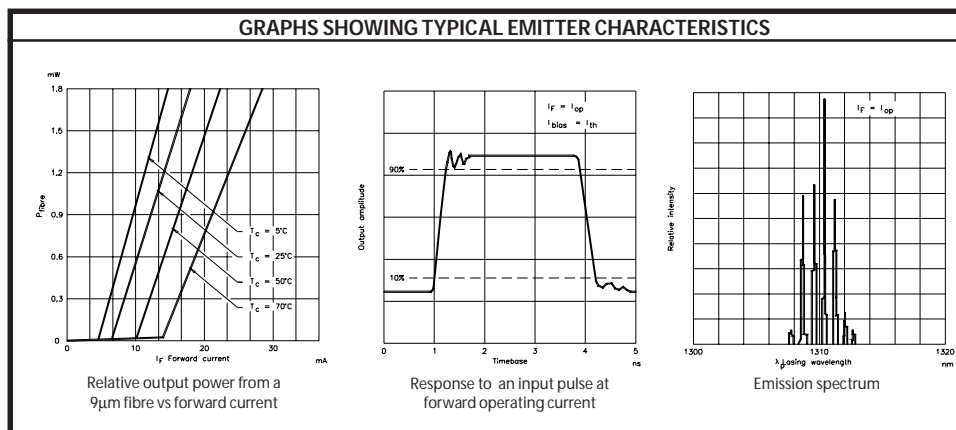 GRAPHS SHOWING TYPICAL EMITTER CHARACTERISTICS
mW
1.8
1.5
1.2
0.9
0.6
0.3
0
P fibre
T c = 5°C
T c = 25°C
T c = 50°C
T c = 70°C
0 10 20 30
I F Forward current
mA
Relative output power from a
9µm fibre vs forward current
I F = I op
I bias = I th
90%
10%
Output amplitude
0 1 2 3 4 5
Timebase
ns
Response to an input pulse at
forward operating current
I F = I op
Relative intensity
1300 1310 1320
λ p Lasing wavelength
nm
Emission spectrum